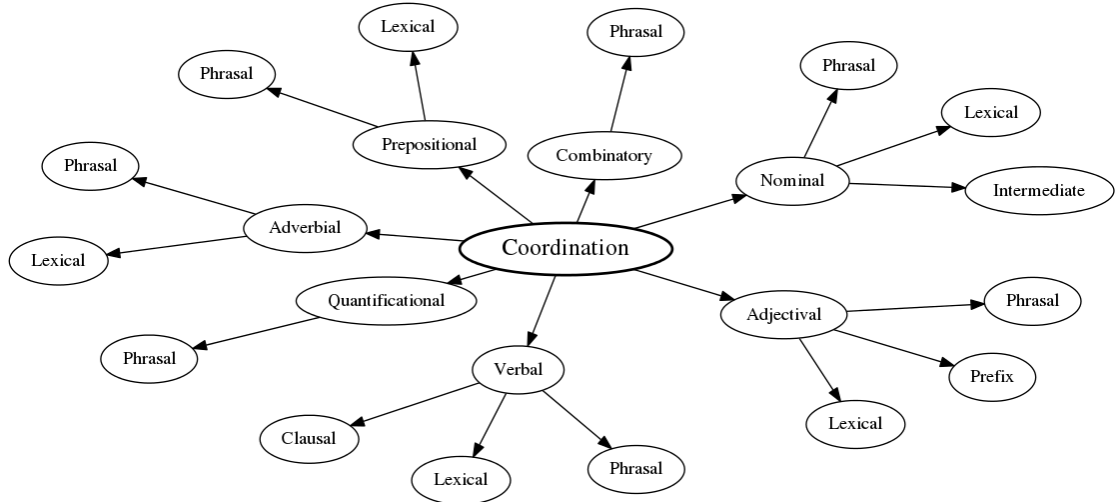 Lexical
Phrasal
Phrasal
Phrasal
Lexical
Prepositional
Combinatory
Phrasal
Nominal
Intermediate
Adverbial
Coordination
Lexical
Quantificational
Phrasal
Adjectival
Phrasal
Verbal
Prefix
Clausal
Lexical
Phrasal
Lexical